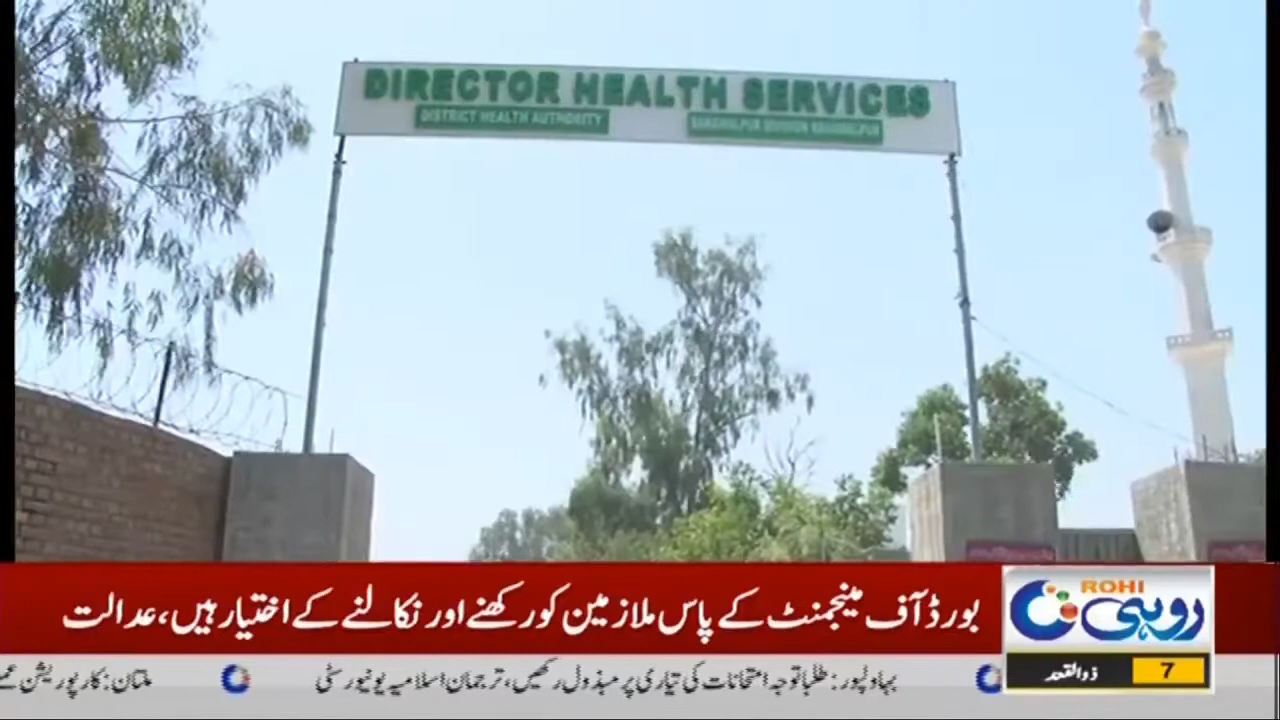 DIRECTOR HEALTH SERVICES
DISTRICT HEALTH AUTHORITY
BAHAWALPUR DIVISION BAHAWALPUR
بورڈ آف مینجمنٹ کے پاس ملازمین کو رکھنے اور نکالنے کے اختیار ہیں، عدالت
ROHI
روہی
7 ذوالقعد
بہاولپور: طلبا توجہ امتحانات کی تیاری پر مبذول رکھیں، ترجمان اسلامیہ یونیورسٹی
ملتان: کارپوریشن